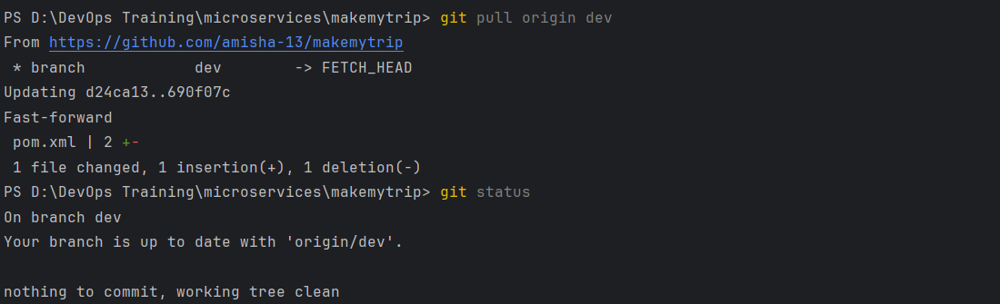 PS D:\DevOps Training\microservices\makemytrip> git pull origin dev
From https://github.com/amisha-13/makemytrip
 * branch            dev        -> FETCH_HEAD
Updating d24ca13..690f07c
Fast-forward
 pom.xml | 2 +-
 1 file changed, 1 insertion(+), 1 deletion(-)
PS D:\DevOps Training\microservices\makemytrip> git status
On branch dev
Your branch is up to date with 'origin/dev'.

nothing to commit, working tree clean